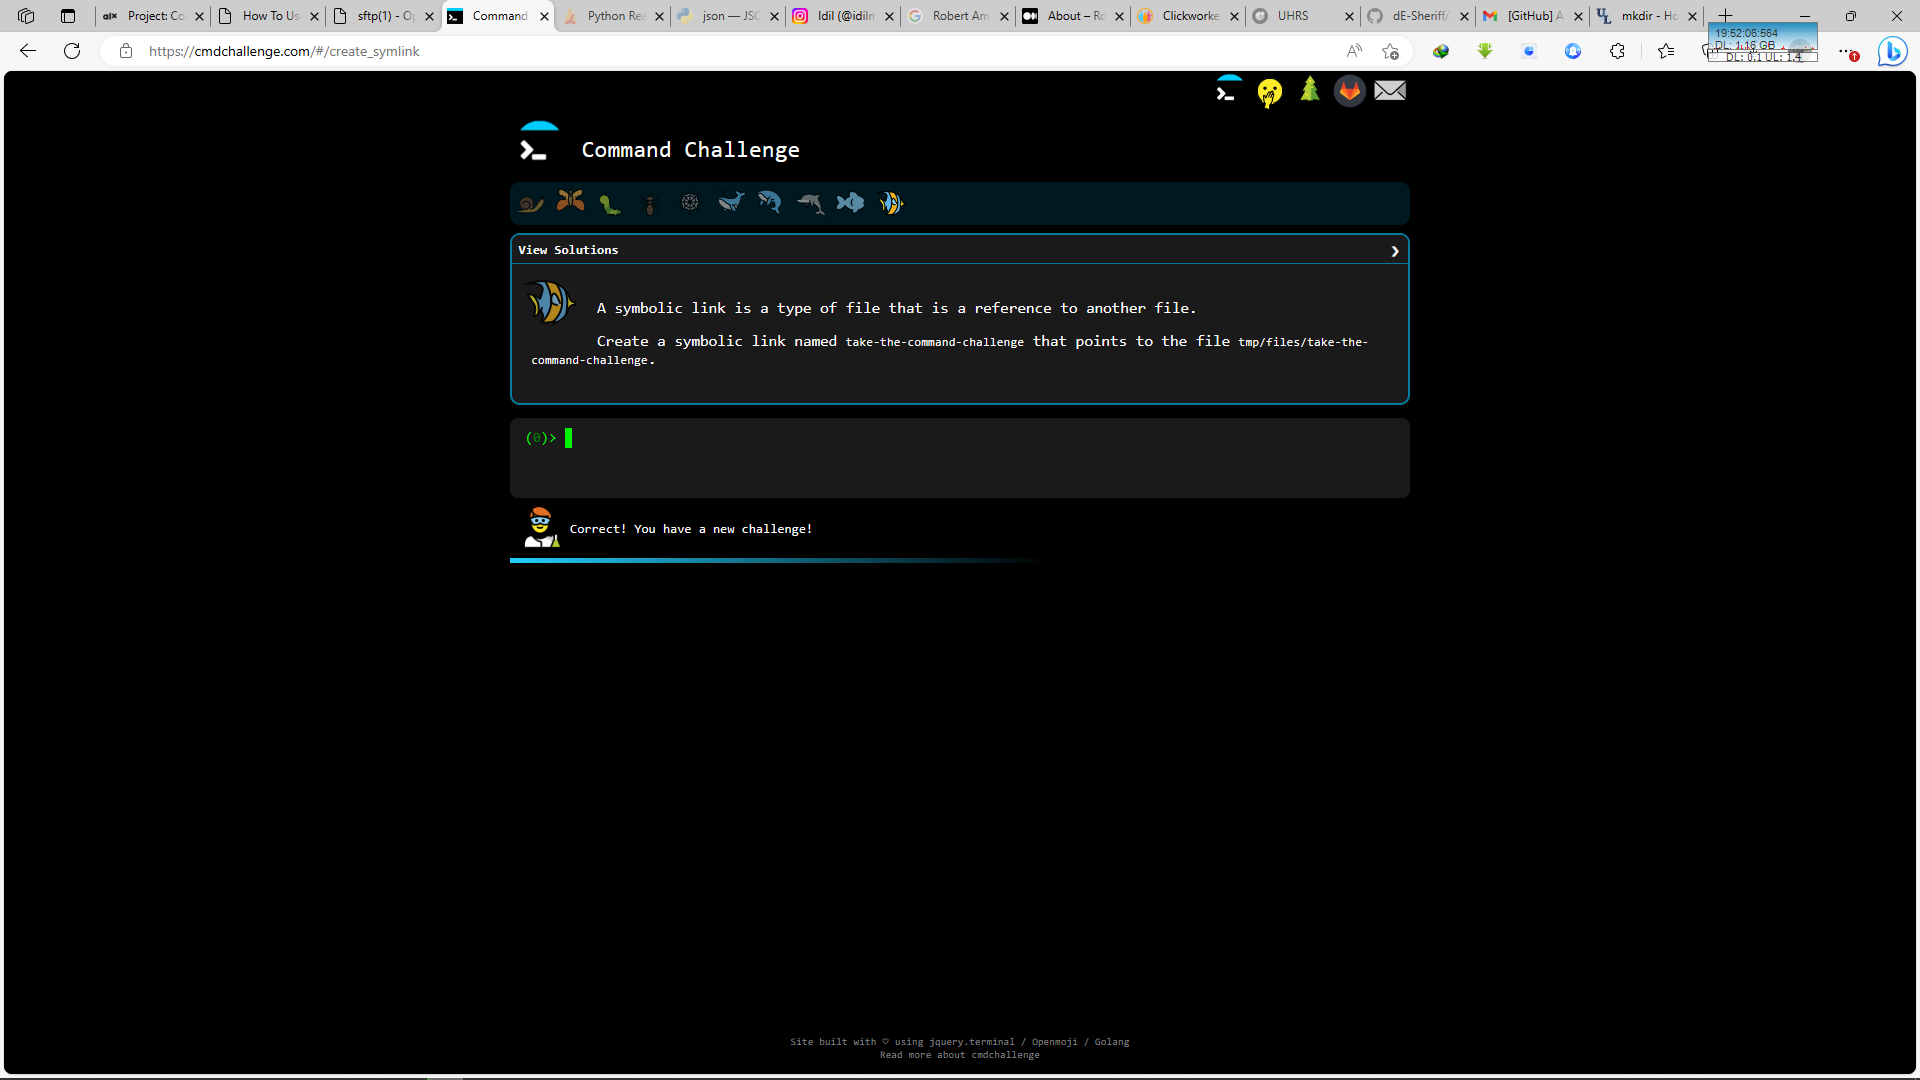 Project: Co
How To Us
sftp(1) - Op
Command
Python Rea
json — JSO
Idil (@idilm
Robert Am
About – Ro
Clickworke
UHRS
dE-Sheriff/
[GitHub] A
mkdir - Ho
19:52:06:564
DL: 1.16 GB
DL: 0.1 UL: 1.4
https://cmdchallenge.com/#/create_symlink
Command Challenge
View Solutions
A symbolic link is a type of file that is a reference to another file.
Create a symbolic link named take-the-command-challenge that points to the file tmp/files/take-the-
command-challenge.
(0)>
Correct! You have a new challenge!
Site built with ♡ using jquery.terminal / Openmoji / Golang
Read more about cmdchallenge